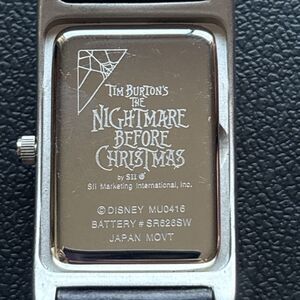 TIM BURTON'S
THE
NIGHTMARE
BEFORE
CHRISTMAS
by SII
SII Marketing International, Inc.
© DISNEY MU0416
BATTERY # SR626SW
JAPAN MOVT